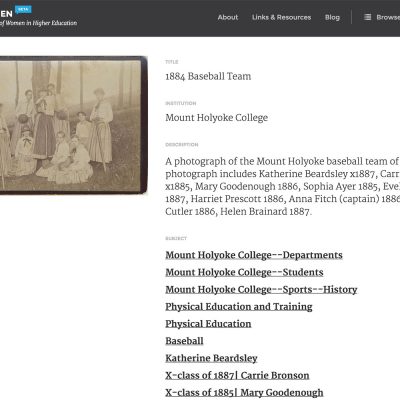 EN BETA
of Women in Higher Education
About Links & Resources Blog Browse
TITLE
1884 Baseball Team
INSTITUTION
Mount Holyoke College
DESCRIPTION
A photograph of the Mount Holyoke baseball team of
photograph includes Katherine Beardsley x1887, Carr
x1885, Mary Goodenough 1886, Sophia Ayer 1885, Eve
1887, Harriet Prescott 1886, Anna Fitch (captain) 1886
Cutler 1886, Helen Brainard 1887.
SUBJECT
Mount Holyoke College--Departments
Mount Holyoke College--Students
Mount Holyoke College--Sports--History
Physical Education and Training
Physical Education
Baseball
Katherine Beardsley
X-class of 1887| Carrie Bronson
X-class of 1885| Mary Goodenough